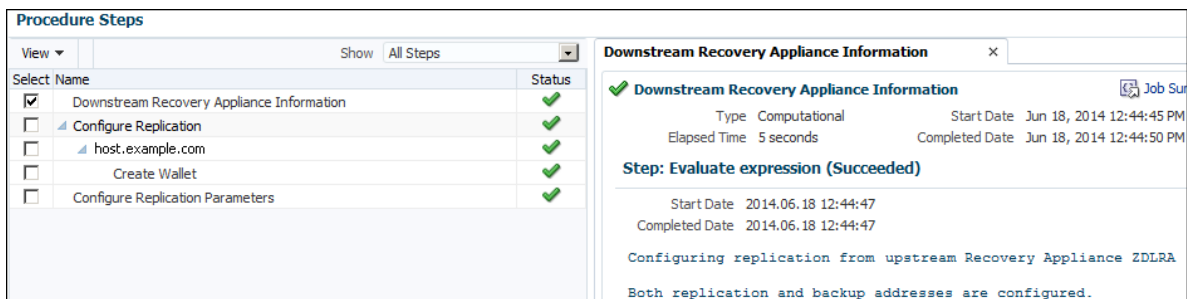 Procedure Steps
View
Show All Steps
Select Name Status
Downstream Recovery Appliance Information
Configure Replication
host.example.com
Create Wallet
Configure Replication Parameters
Downstream Recovery Appliance Information ×
Downstream Recovery Appliance Information Job Sur
Type Computational Start Date Jun 18, 2014 12:44:45 PM
Elapsed Time 5 seconds Completed Date Jun 18, 2014 12:44:50 PM
Step: Evaluate expression (Succeeded)
Start Date 2014.06.18 12:44:47
Completed Date 2014.06.18 12:44:47
Configuring replication from upstream Recovery Appliance ZDLRA
Both replication and backup addresses are configured.